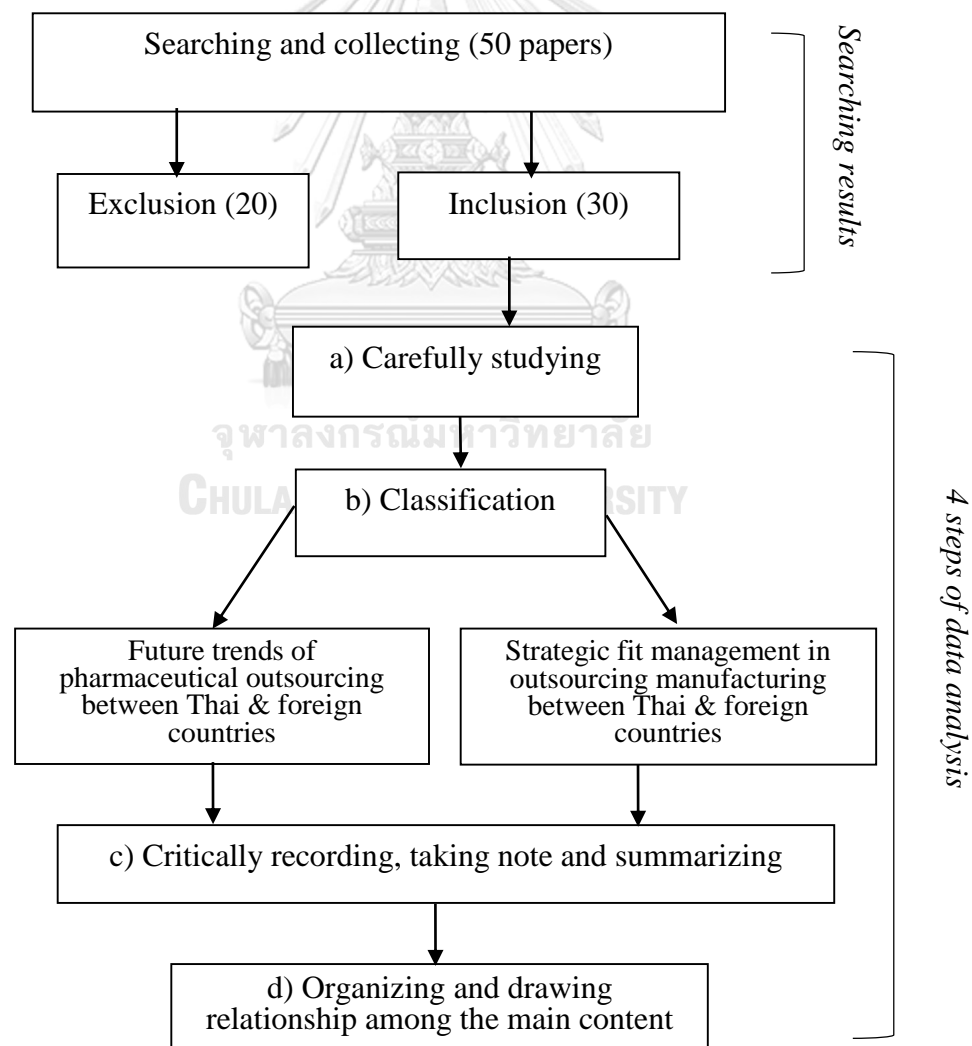 Searching and collecting (50 papers)
Exclusion (20)
Inclusion (30)
Searching results
a) Carefully studying
จุฬาลงกรณ์มหาวิทยาลัย
b) Classification
CHULA
RSITY
Future trends of
pharmaceutical outsourcing
between Thai & foreign
countries
Strategic fit management in
outsourcing manufacturing
between Thai & foreign
countries
4 steps of data analysis
c) Critically recording, taking note and summarizing
d) Organizing and drawing
relationship among the main content